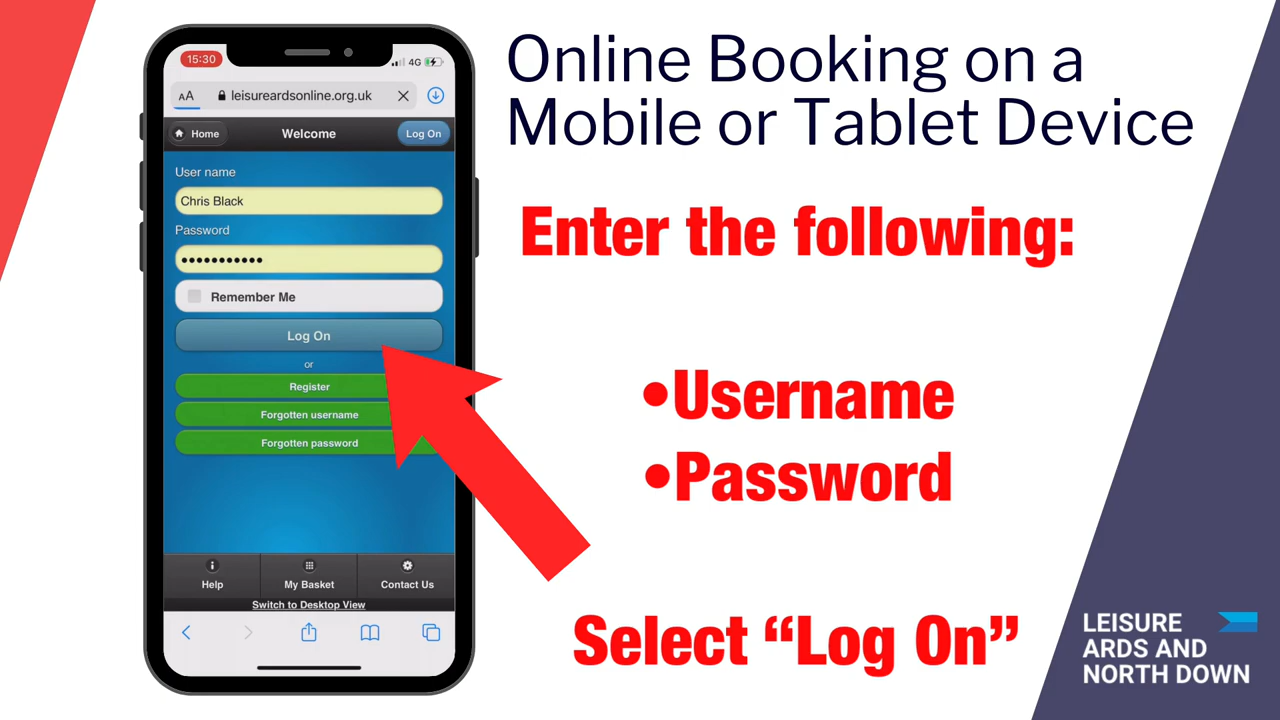 Online Booking on a
Mobile or Tablet Device
Enter the following:
•Username
•Password
Select “Log On”
15:30
4G
AA
leisureardsonline.org.uk
Home
Welcome
Log On
User name
Chris Black
Password
•••••••••••
Remember Me
Log On
or
Register
Forgotten username
Forgotten password
Help
My Basket
Contact Us
Switch to Desktop View
LEISURE
ARDS AND
NORTH DOWN